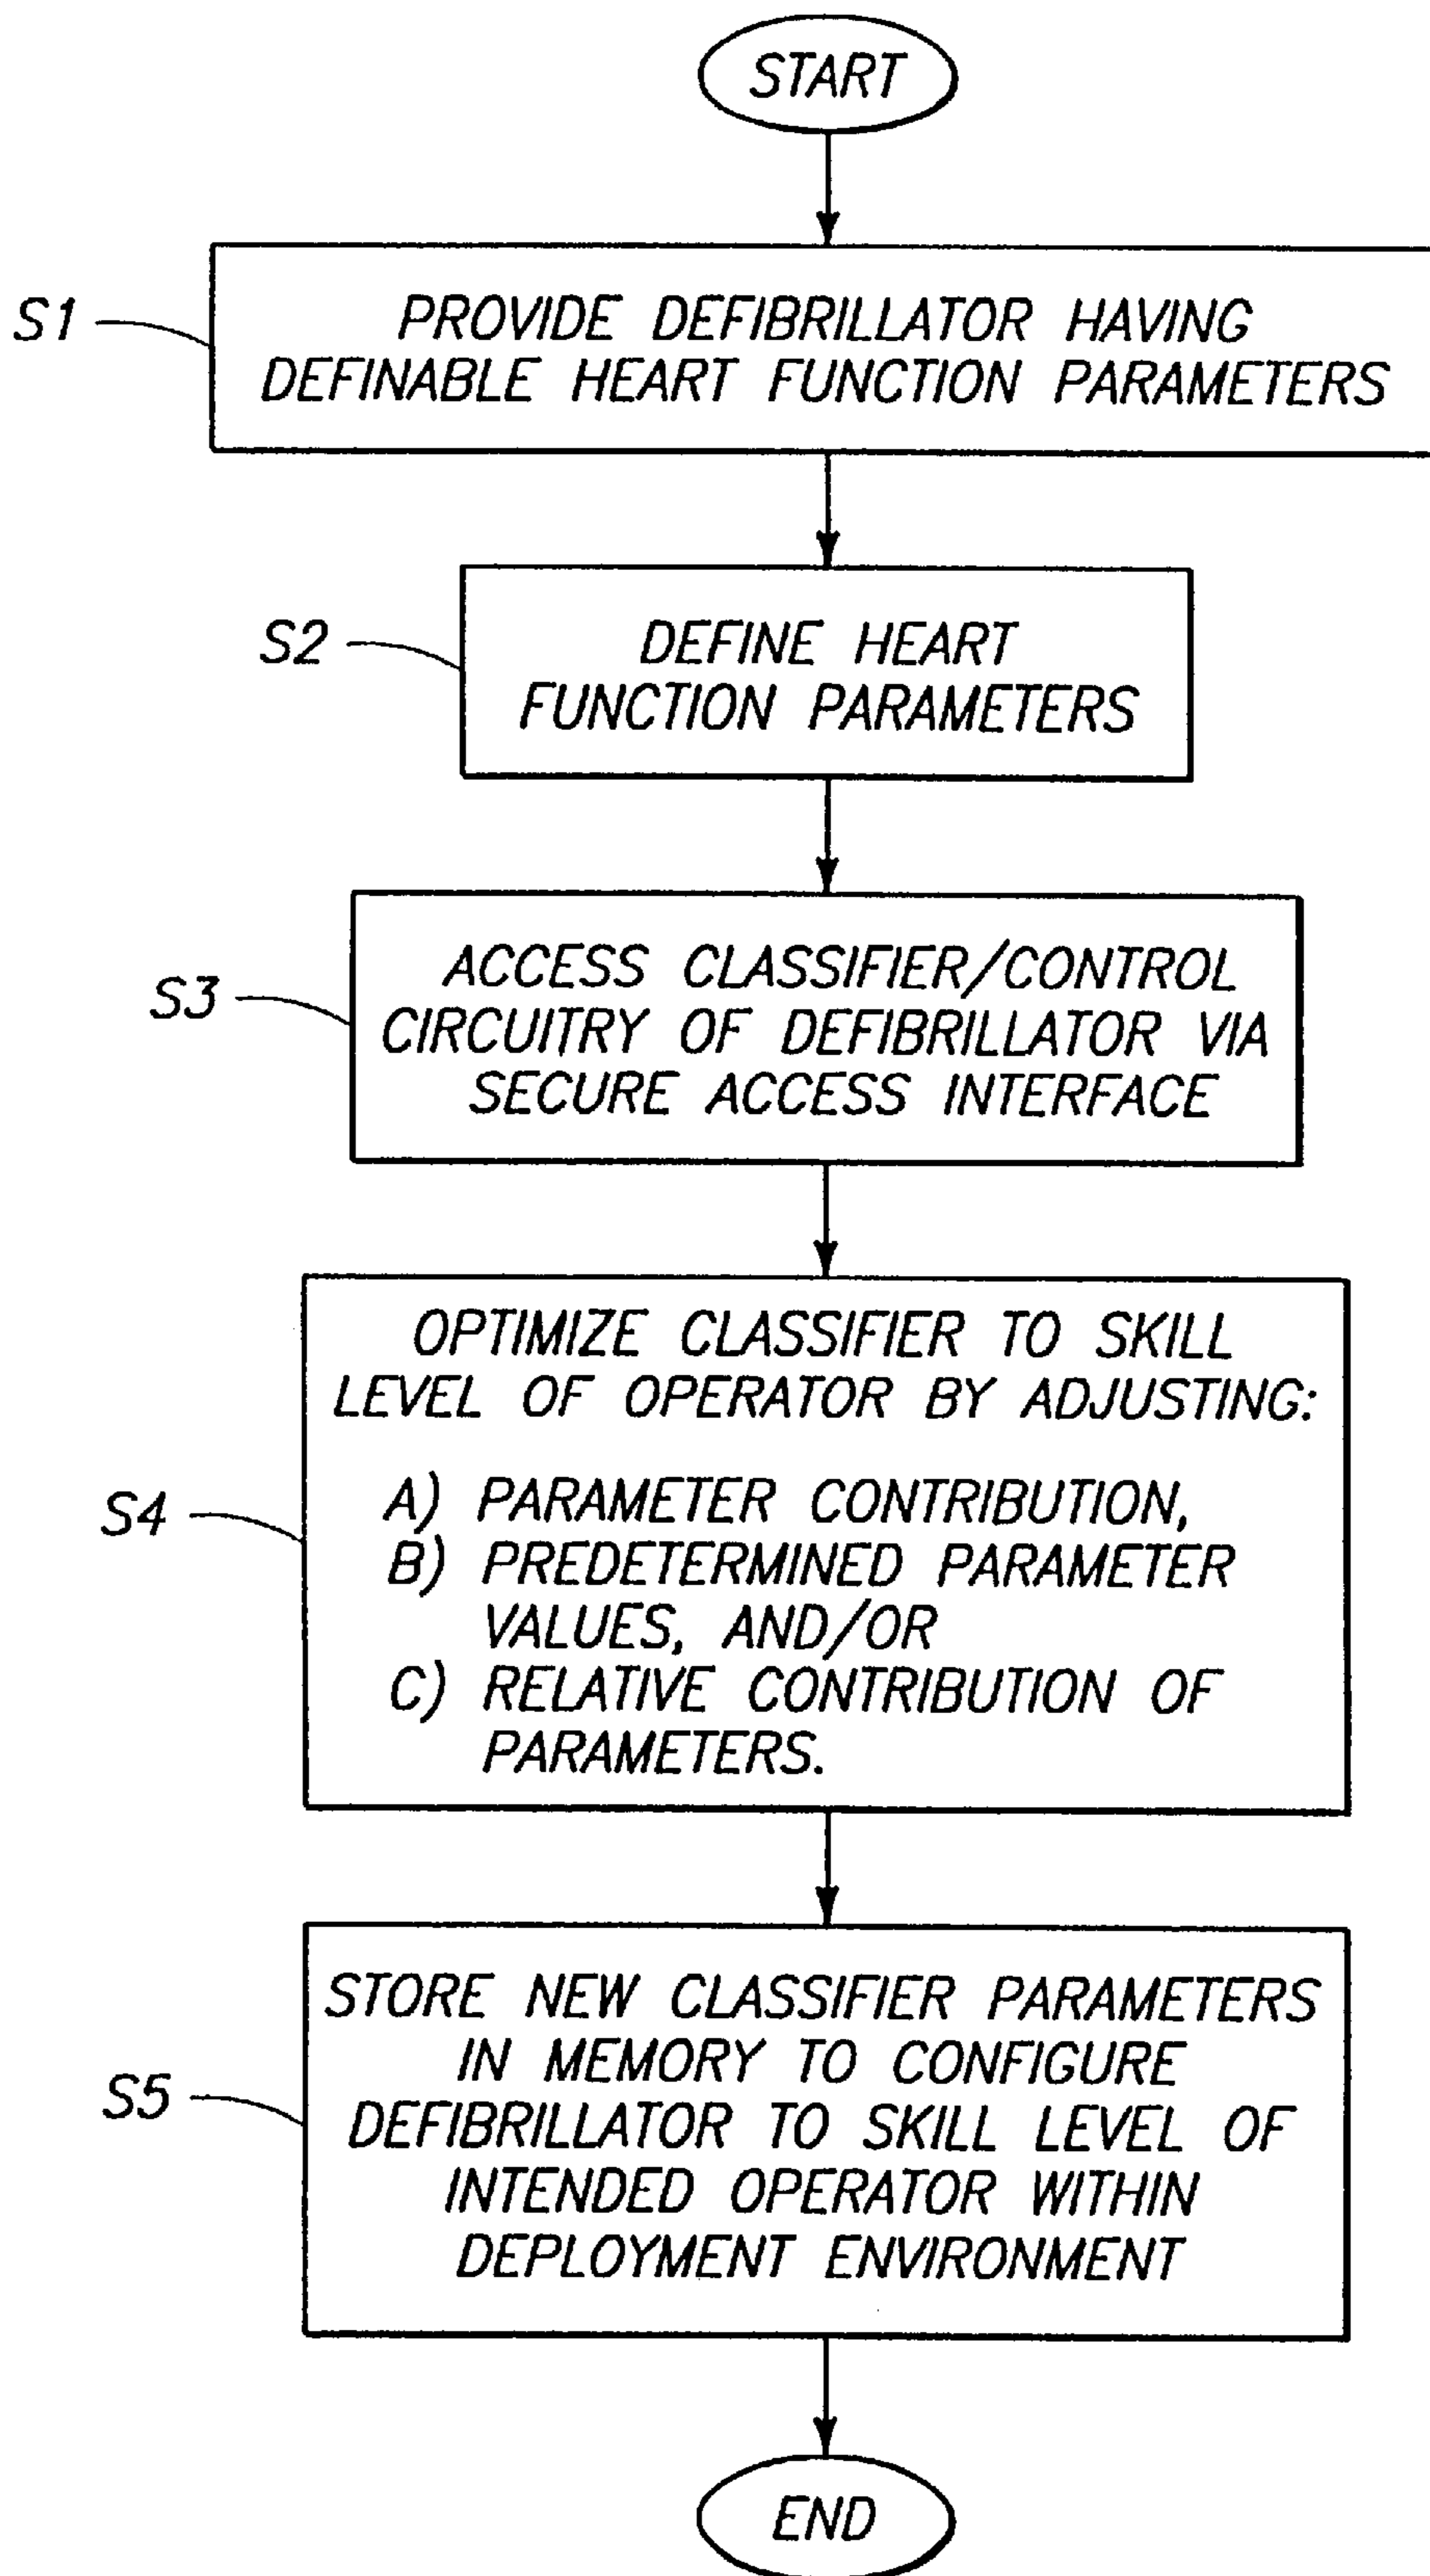 START
S1
PROVIDE DEFIBRILLATOR HAVING
DEFINABLE HEART FUNCTION PARAMETERS
S2
DEFINE HEART
FUNCTION PARAMETERS
S3
ACCESS CLASSIFIER/CONTROL
CIRCUITRY OF DEFIBRILLATOR VIA
SECURE ACCESS INTERFACE
S4
OPTIMIZE CLASSIFIER TO SKILL
LEVEL OF OPERATOR BY ADJUSTING:
A) PARAMETER CONTRIBUTION,
B) PREDETERMINED PARAMETER
VALUES, AND/OR
C) RELATIVE CONTRIBUTION OF
PARAMETERS.
S5
STORE NEW CLASSIFIER PARAMETERS
IN MEMORY TO CONFIGURE
DEFIBRILLATOR TO SKILL LEVEL OF
INTENDED OPERATOR WITHIN
DEPLOYMENT ENVIRONMENT
END